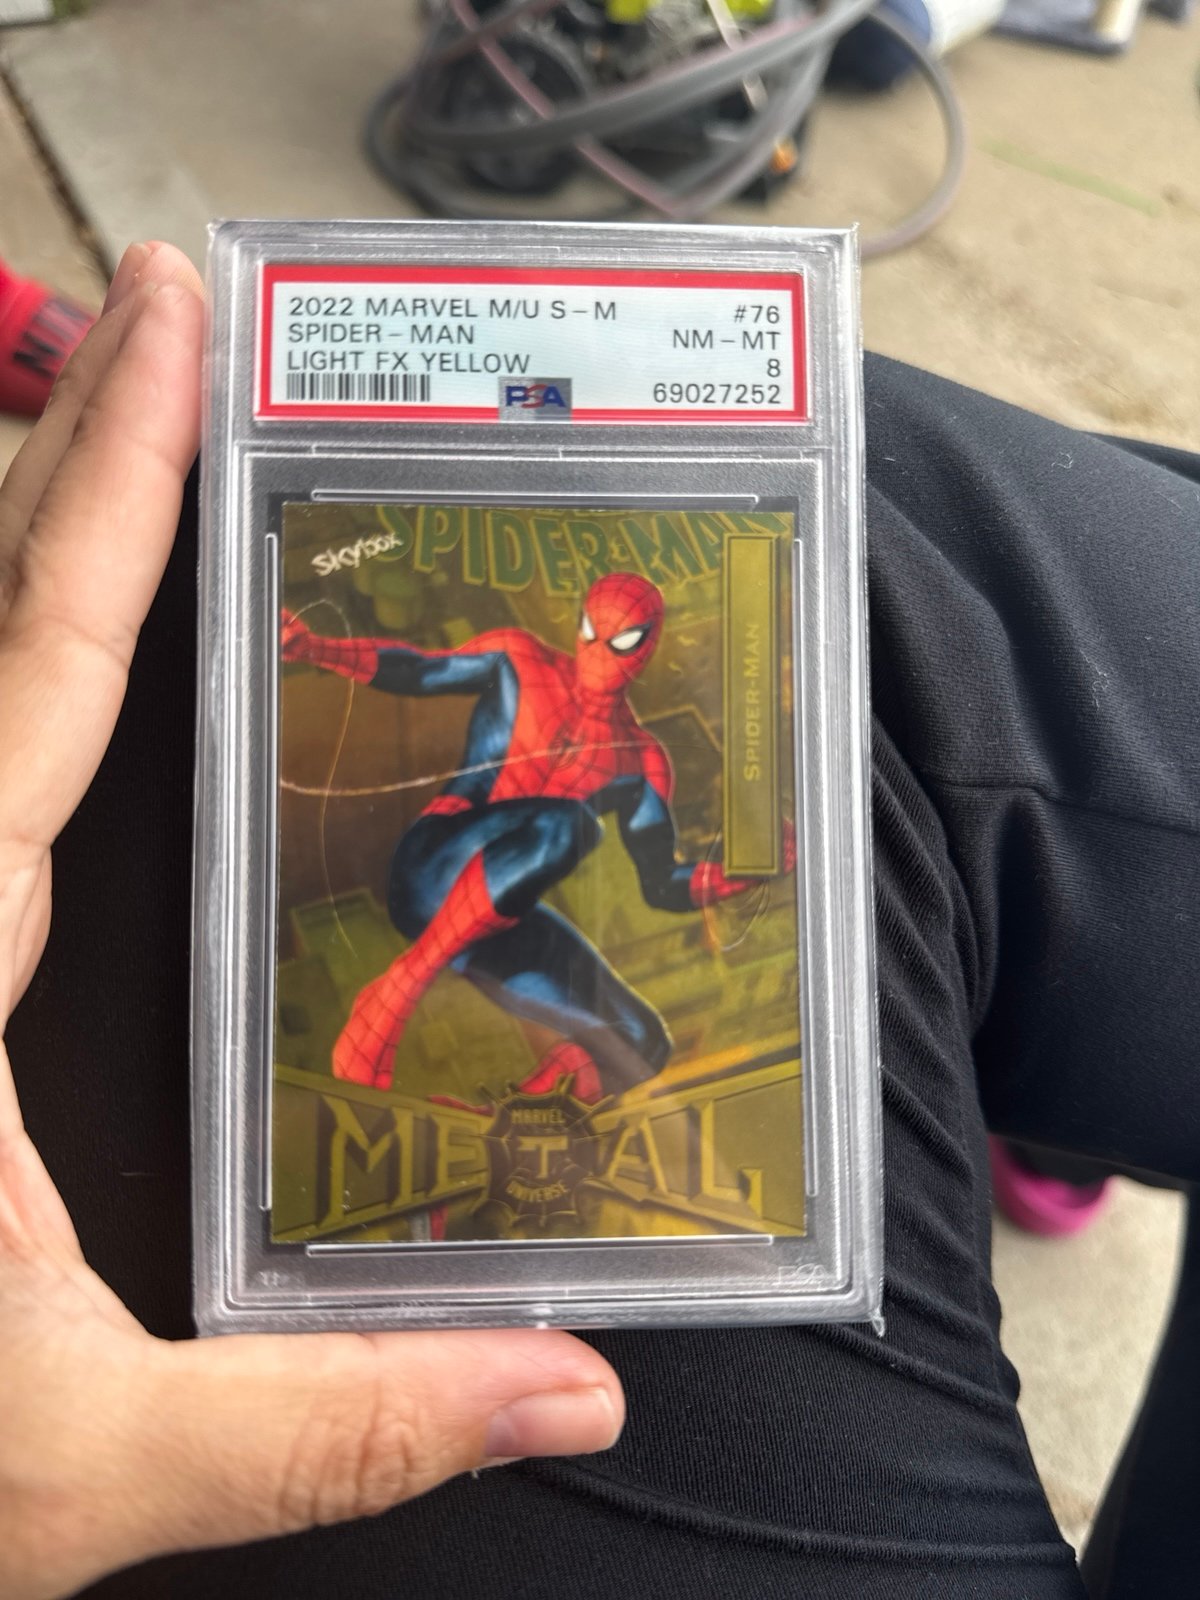 2022 MARVEL M/U S-M #76
SPIDER-MAN NM-MT
LIGHT FX YELLOW 8
PSA 69027252
skybox
SPIDER-MAN
SPIDER-MAN
METAL
MARVEL
UNIVERSE
PSA